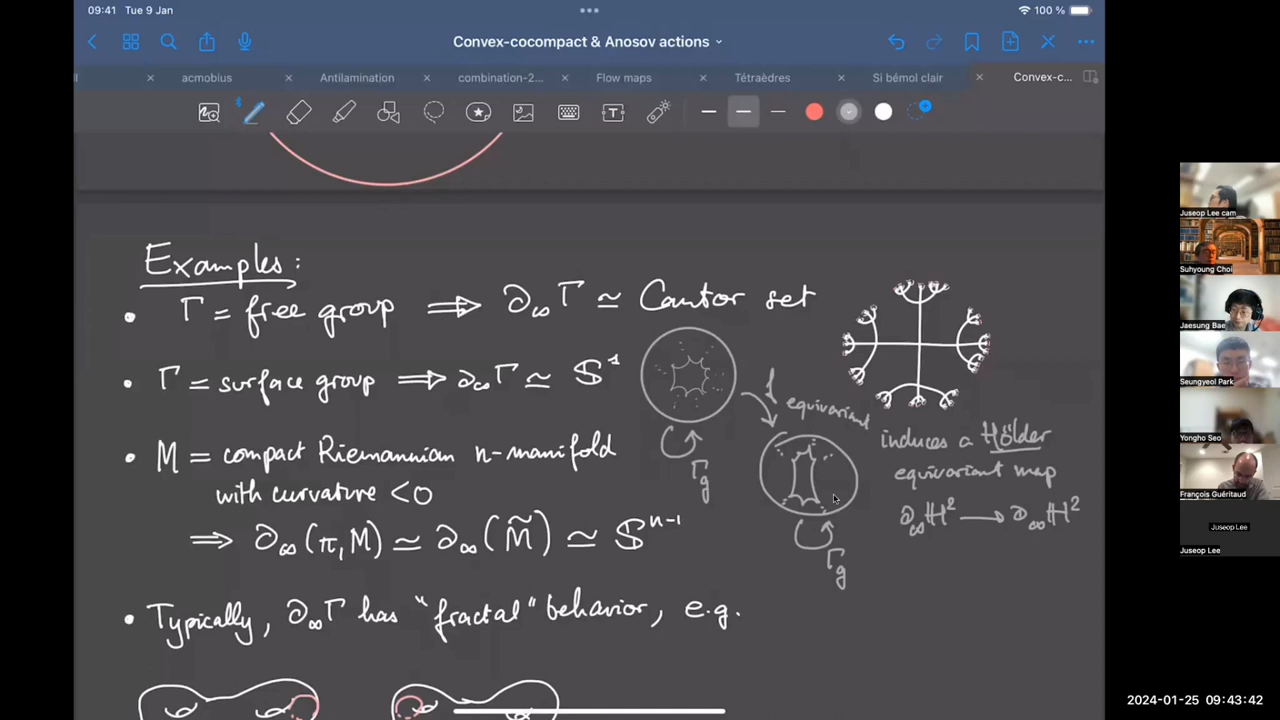 09:41 Tue 9 Jan
100 %
Convex-cocompact & Anosov actions
acmobius
Antilamination
combination-2...
Flow maps
Tétraèdres
Si bémol clair
Convex-c...
Examples:
• Γ = free group ⟹ ∂∞Γ ≃ Cantor set
• Γ = surface group ⟹ ∂∞Γ ≃ S¹
f
equivariant
Γg
Γg
induces a Hölder
equivariant map
∂∞H² ⟶ ∂∞H²
• M = compact Riemannian n-manifold
with curvature <0
⟹ ∂∞(π₁M) ≃ ∂∞(M̃) ≃ Sⁿ⁻¹
• Typically, ∂∞Γ has "fractal" behavior, e.g.
Juseop Lee cam
Suhyoung Choi
Jaesung Bae
Seungyeol Park
Yongho Seo
François Guéritaud
Juseop Lee
Juseop Lee
2024-01-25 09:43:42